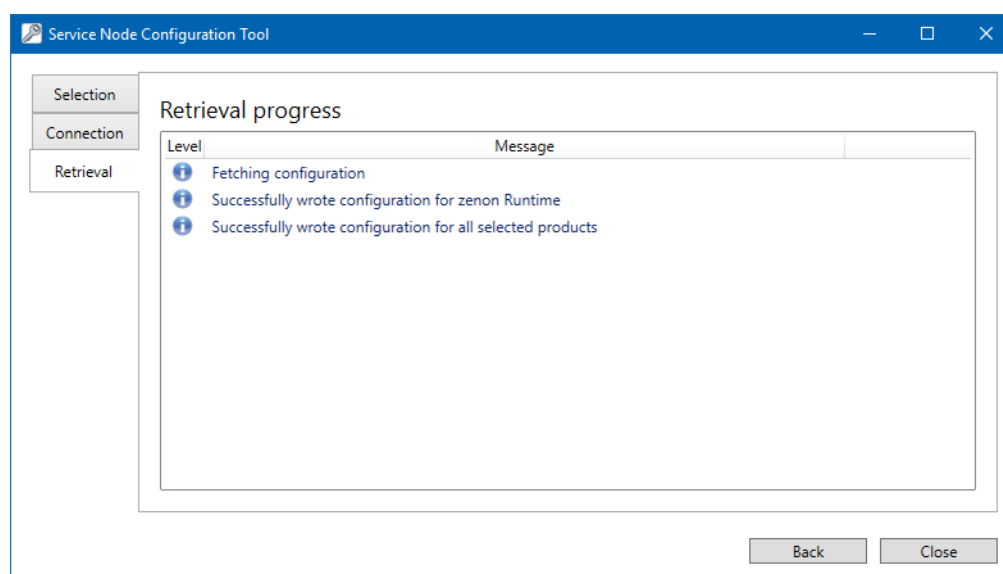 Service Node Configuration Tool
Selection
Connection
Retrieval
Retrieval progress
Level Message
Fetching configuration
Successfully wrote configuration for zenon Runtime
Successfully wrote configuration for all selected products
Back Close